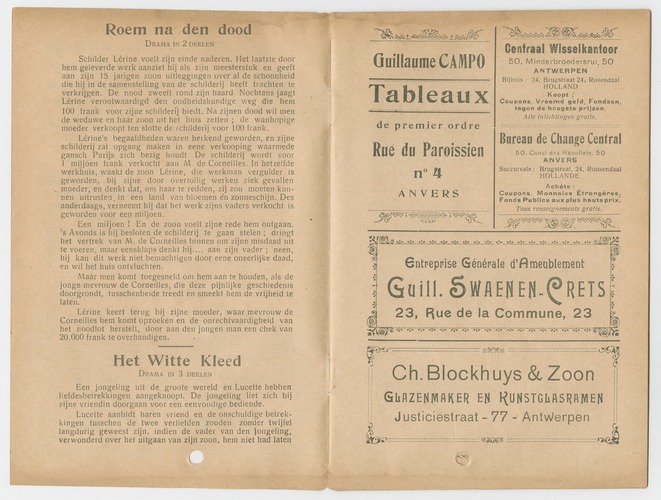 Roem na den dood
DRAMA IN 2 DEELEN
Schilder Lérine voelt zijn einde naderen. Het laatste door
hem geleverde werk aanziet hij als zijn meesterstuk en geeft
aan zijn 15 jarigen zoon uitleggingen over al de schoonheid
die hij in de samenstelling van de schilderij heeft trachten te
verkrijgen. De nood zweeft rond zijn haard Nochtans jaagt
Lérine verontwaardigd den oudheidskundige weg die hem
100 frank voor zijne schilderij biedt. Na zijnen dood wil men
de weduwe en haar zoon uit het huis zetten; de wanhopige
moeder verkoopt ten slotte de schilderij voor 100 frank.
Lérine's begaafdheden waren herkend geworden, en zijne
schilderij zal opgang maken in eene verkooping waarmede
gansch Parijs zich bezig houdt De schilderij wordt voor
1 miljoen frank verkocht aan M. de Corneilles. In hetzelfde
werkhuis, waskt de zoon Lérine, die werkman vergulder is
geworden, bij zijne door overtollig werken ziek gevallen
moeder, en denkt dat, om haar te redden, zij zou moeten kun-
nen uitrusten in een land van bloemen en zonneschijn. Des
anderdaags, verneemt bij dat het werk zijns vaders verkocht is
geworden voor een miljoen.
Een miljoen ! En de zoon voelt zijne rede hem ontgaan.
's Avonds is hij besloten de schilderij te gaan stelen; dringt
het vertrek van M. de Corneilles binnen om zijne misdaad uit
te voeren, maar eensklaps denkt hij... aan zijn vader; neen,
hij kan dit werk niet bemachtigen door eene oneerlijke daad,
en wil het huis ontvluchten.
Maar men komt toegesneld om hem aan te houden, als de
jonge mevrouw de Corneilles, die deze pijnlijke geschiedenis
doorgrondt, tusschenbeide treedt en smeekt hem de vrijheid te
laten.
Lérine keert terug bij zijne moeder, waar mevrouw de
Corneilles hem komt opzoeken en de onrechtvaardigheid van
het noodlot herstelt, door aan den jongen man een chek van
20.000 frank te overhandigen.
Het Witte Kleed
DRAMA IN 3 DEELEN
Een jongeling uit de groote wereld en Lucette hebben
liefdesbetrekkingen aangeknoopt. De jongeling liet zich bij
zijne vriendin doorgaan voor een eenvoudige bediende.
Lucette aanbidt haren vriend en de onschuldige betrek-
kingen tusschen de twee verliefden zouden zonder twijfel
langdurig geweest zijn, indien de vader van den jongeling,
verwonderd over het uitgaan van zijn zoon, hem niet had laten
Guillaume CAMPO
Tableaux
de premier ordre
Rue du Paroissien
nº 4
ANVERS
Centraal Wisselkantoor
50, Minderbroedersrui, 50
ANTWERPEN
Bijhuis : 24, Brugstraat 24, Rosendaal
HOLLAND
Koopt :
Coupons, Vreemd geld, Fondsen,
tegen de hoogste prijzen.
Alle inlichtingen gratis.
Bureau de Change Central
50, Canal des Récollets, 50
ANVERS
Succursale : Brugstraat, 24, Roosendaal
HOLLANDE
Achète :
Coupons, Monnaies Etrangères,
Fonds Publics aux plus hauts prix.
Tous renseignements gratis.
Entreprise Générale d'Ameublement
Guill. SWAENEN-CRETS
23, Rue de la Commune, 23
Ch. Blockhuys & Zoon
GLAZENMAKER EN KUNSTGLASRAMEN
Justiciestraat - 77 - Antwerpen